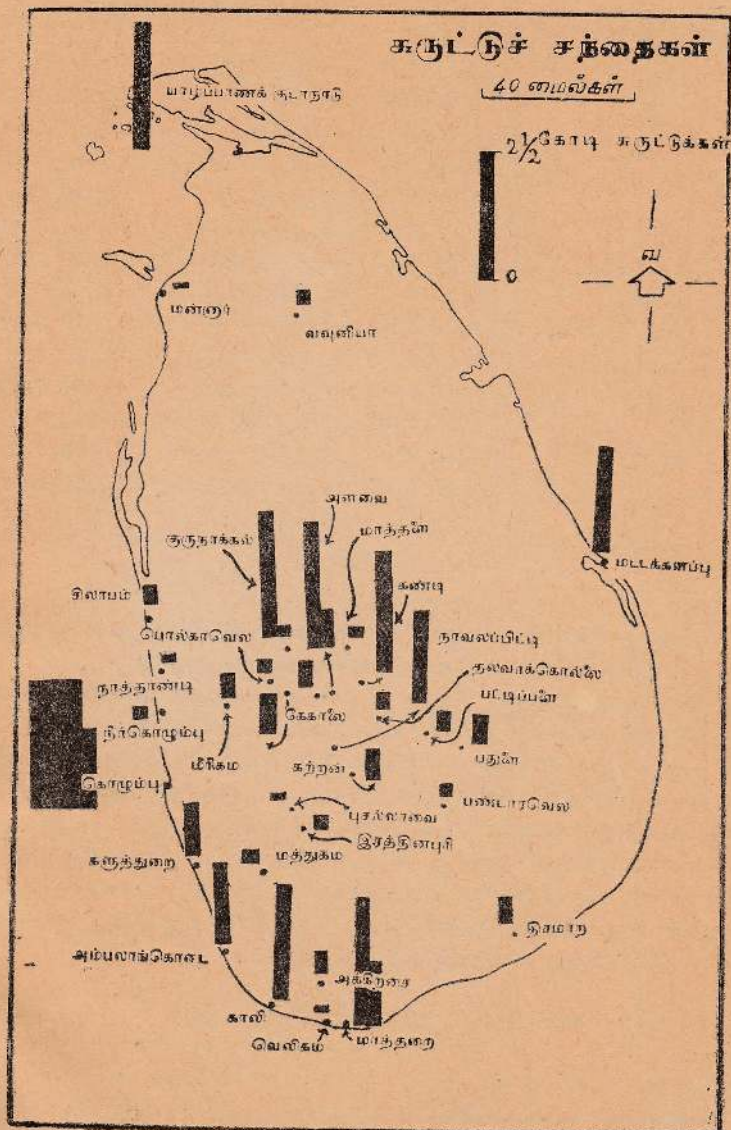 சுருட்டுச் சந்தைகள்
40 மைல்கள்
யாழ்ப்பாணக் குடாநாடு
2½ கோடி சுருட்டுக்கள்
0
வ
மன்னார்
வவுனியா
அளவை
குருநாக்கல்
மாத்தளை
மட்டக்களப்பு
கண்டி
சிலாபம்
பொல்காவெல
நாவலப்பிட்டி
தலவாக்கொல்லை
நாத்தாண்டி
பட்டிப்பளை
நீர்கொழும்பு
கேகாலை
பதுளை
மீரிகம
கற்றன்
கொழும்பு
பண்டாரவெல
புசல்லாவை
இரத்தினபுரி
களுத்துறை
மத்துகம
திசமாற
அம்பலாங்கொடை
அக்கிறசை
காலி
வெலிகம
மாத்தறை